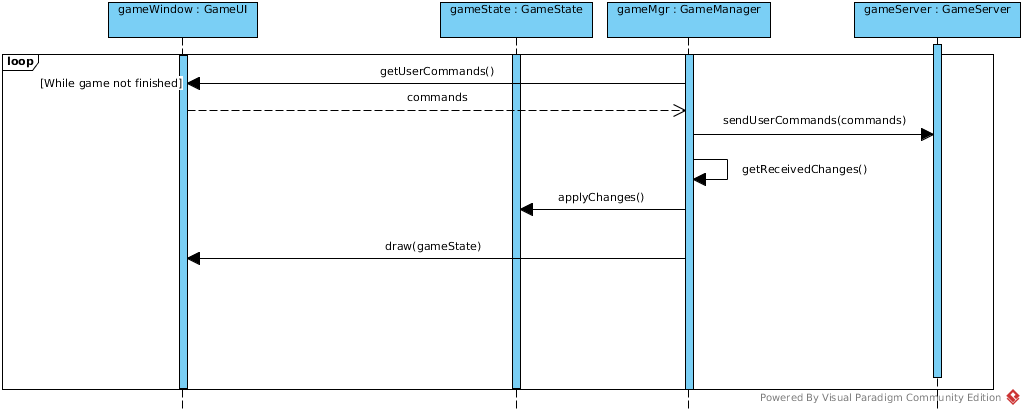 gameWindow : GameUI
gameState : GameState
gameMgr : GameManager
gameServer : GameServer
loop
[While game not finished]
getUserCommands()
commands
sendUserCommands(commands)
getReceivedChanges()
applyChanges()
draw(gameState)
Powered By Visual Paradigm Community Edition